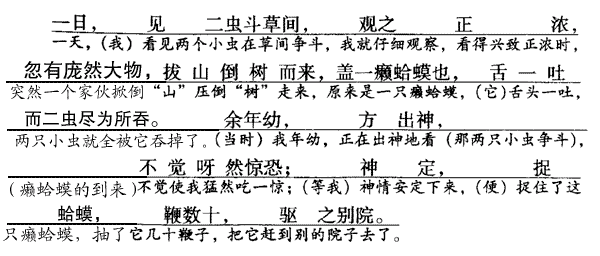 一日，见二虫斗草间，观之正浓，
一天，(我)看见两个小虫在草间争斗，我就仔细观察，看得兴致正浓时，
忽有庞然大物，拔山倒树而来，盖一癞蛤蟆也，舌一吐
突然一个家伙掀倒“山”压倒“树”走来，原来是一只癞蛤蟆，(它)舌头一吐，
而二虫尽为所吞。余年幼，方出神，
两只小虫就全被它吞掉了。(当时)我年幼，正在出神地看(那两只小虫争斗)，
不觉呀然惊恐；神定，捉
(癞蛤蟆的到来)不觉使我猛然吃一惊；(等我)神情安定下来，(便)捉住了这
蛤蟆，鞭数十，驱之别院。
只癞蛤蟆，抽了它几十鞭子，把它赶到别的院子去了。